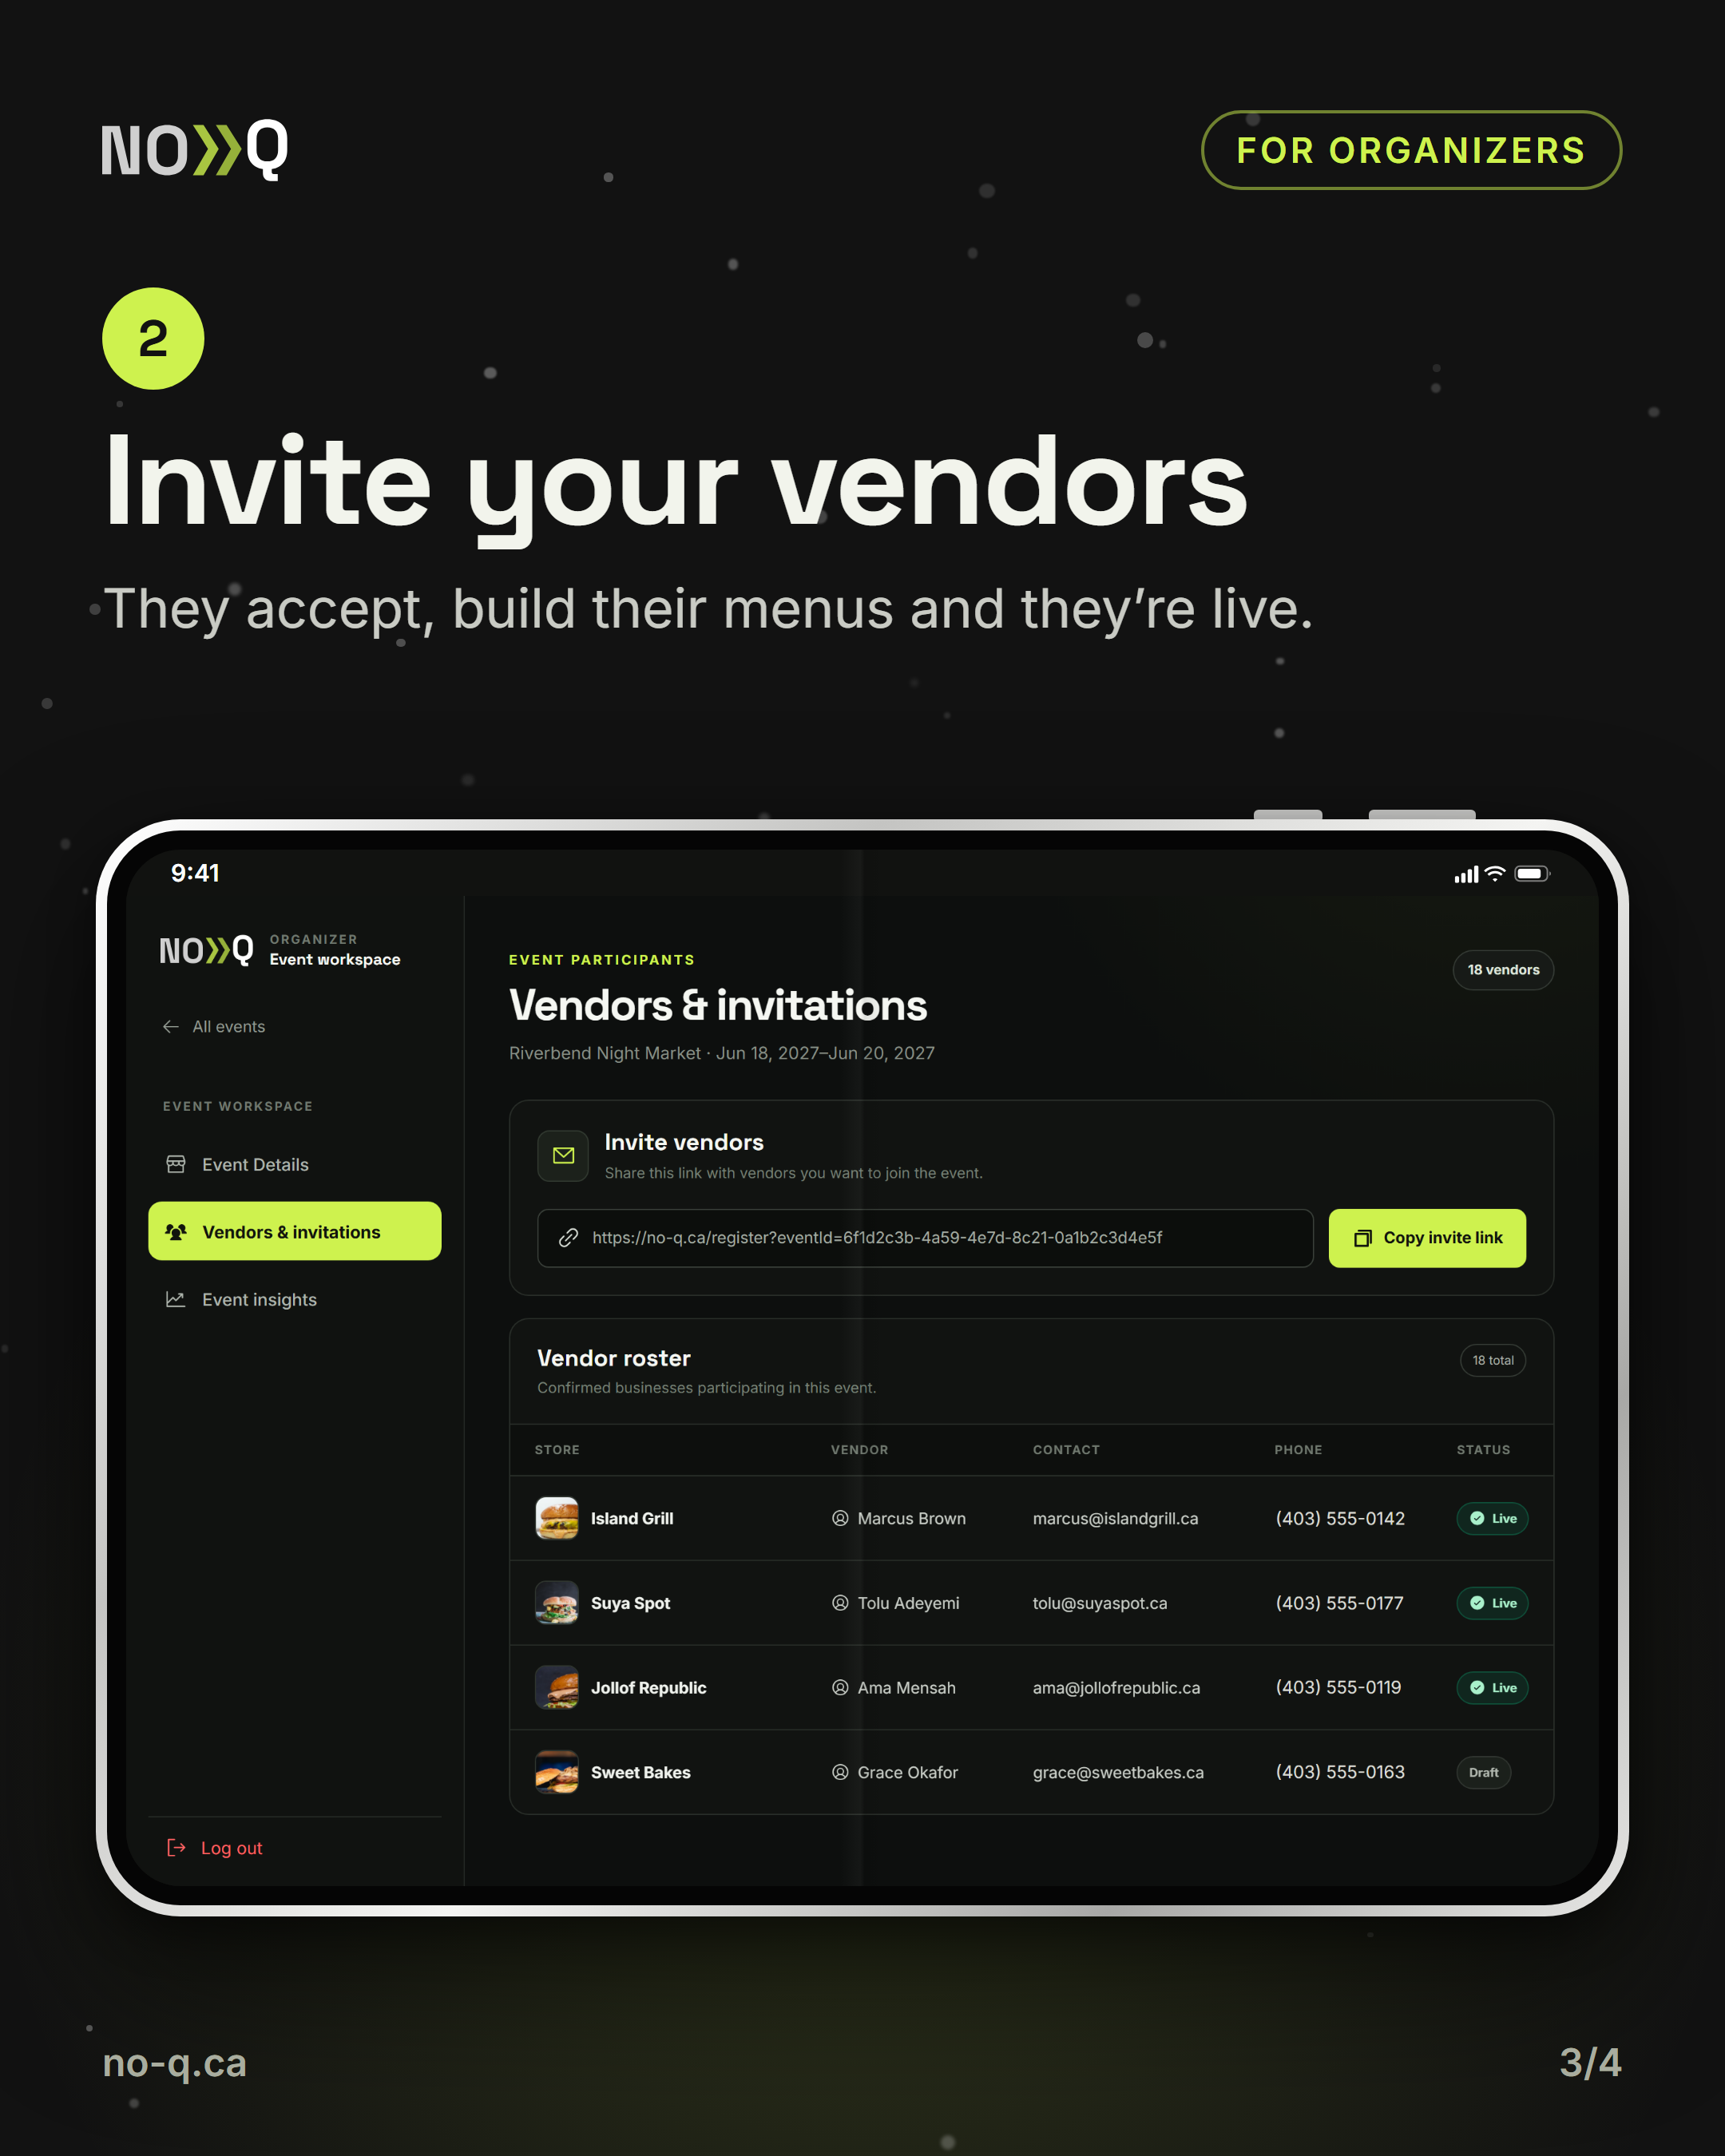 NO»Q
FOR ORGANIZERS
2
Invite your vendors
They accept, build their menus and they’re live.
9:41
NO»Q
ORGANIZER
Event workspace
All events
EVENT WORKSPACE
Event Details
Vendors & invitations
Event insights
Log out
EVENT PARTICIPANTS
18 vendors
Vendors & invitations
Riverbend Night Market · Jun 18, 2027–Jun 20, 2027
Invite vendors
Share this link with vendors you want to join the event.
https://no-q.ca/register?eventId=6f1d2c3b-4a59-4e7d-8c21-0a1b2c3d4e5f
Copy invite link
Vendor roster
18 total
Confirmed businesses participating in this event.
STORE VENDOR CONTACT PHONE STATUS
Island Grill Marcus Brown marcus@islandgrill.ca (403) 555-0142 Live
Suya Spot Tolu Adeyemi tolu@suyaspot.ca (403) 555-0177 Live
Jollof Republic Ama Mensah ama@jollofrepublic.ca (403) 555-0119 Live
Sweet Bakes Grace Okafor grace@sweetbakes.ca (403) 555-0163 Draft
no-q.ca
3/4